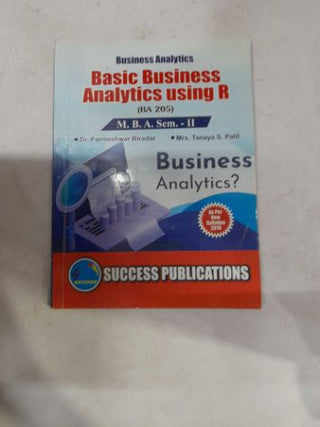 Business Analytics
Basic Business
Analytics using R
(BA 205)
M. B. A. Sem. - II
• Dr. Parmeshwar Biradar • Mrs. Tanaya S. Patil
Business
Analytics?
As Per
New
Syllabus
2019
SUCCESS PUBLICATIONS